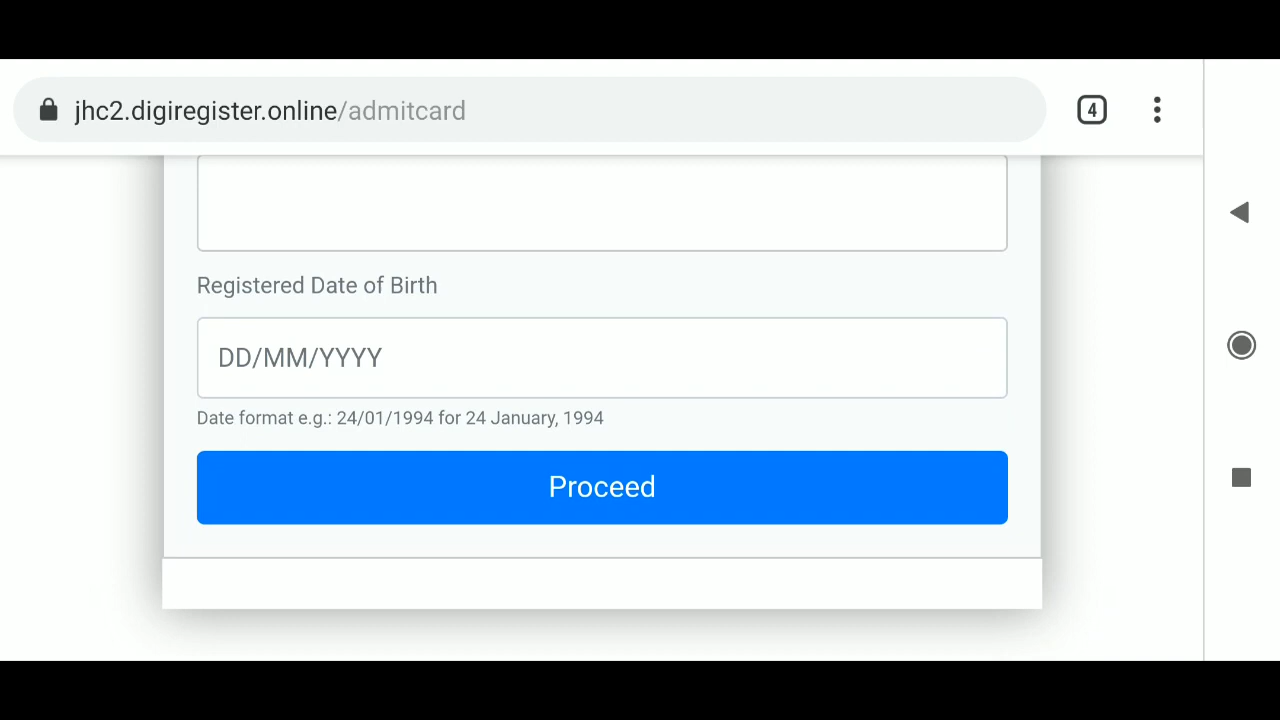 jhc2.digiregister.online/admitcard
4
Registered Date of Birth
DD/MM/YYYY
Date format e.g.: 24/01/1994 for 24 January, 1994
Proceed